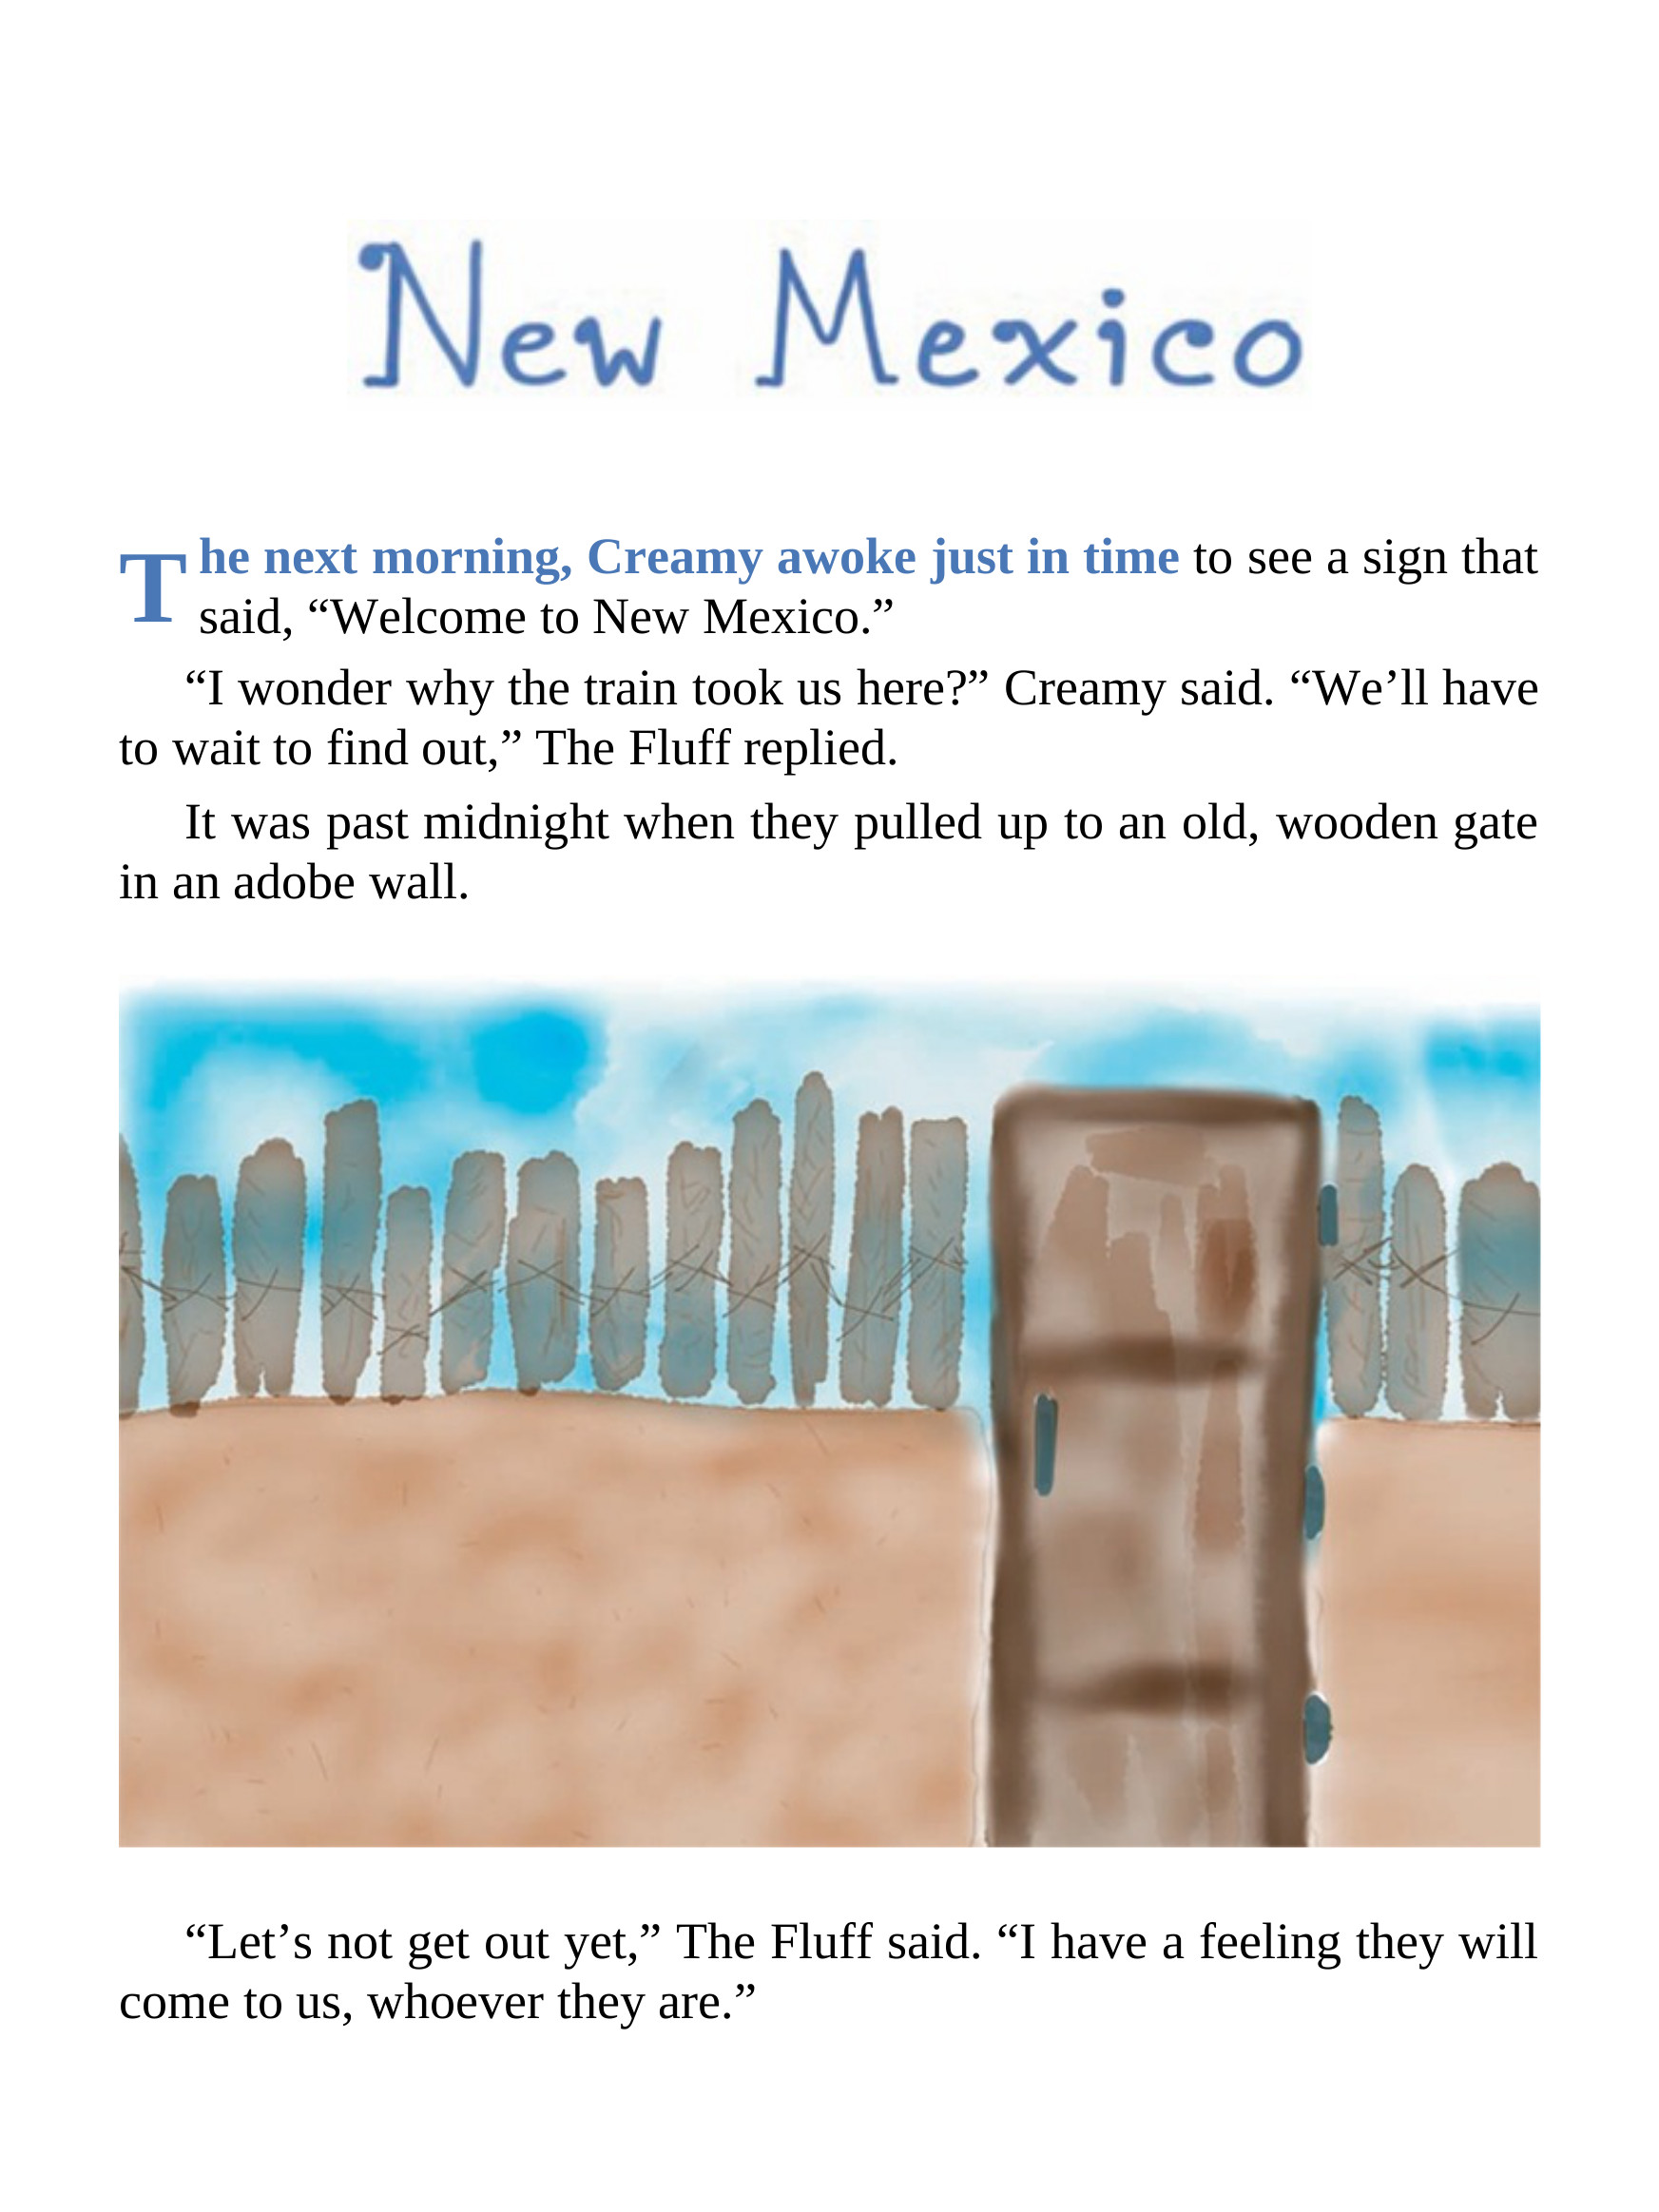 New Mexico
The next morning, Creamy awoke just in time to see a sign that
said, “Welcome to New Mexico.”
“I wonder why the train took us here?” Creamy said. “We’ll have
to wait to find out,” The Fluff replied.
It was past midnight when they pulled up to an old, wooden gate
in an adobe wall.
“Let’s not get out yet,” The Fluff said. “I have a feeling they will
come to us, whoever they are.”